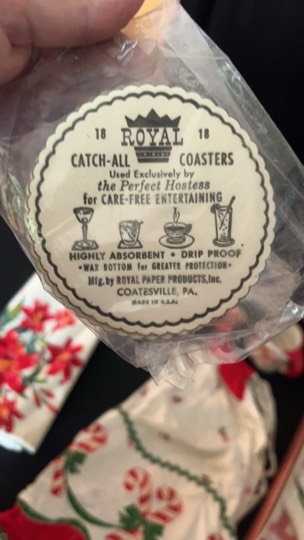 18 ROYAL 18
CATCH-ALL COASTERS
Used Exclusively by
the Perfect Hostess
for CARE-FREE ENTERTAINING
HIGHLY ABSORBENT • DRIP PROOF
•WAX BOTTOM for GREATER PROTECTION•
Mfg. by ROYAL PAPER PRODUCTS, Inc.
COATESVILLE, PA.
MADE IN U.S.A.